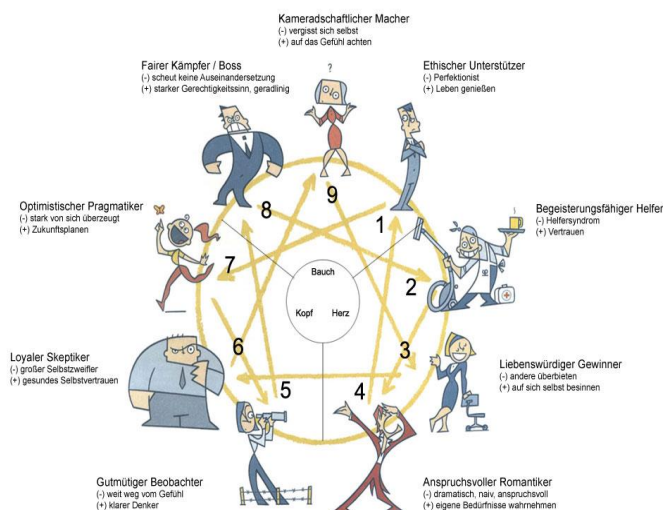 Kameradschaftlicher Macher
(-) vergisst sich selbst
(+) auf das Gefühl achten
?
Fairer Kämpfer / Boss
(-) scheut keine Auseinandersetzung
(+) starker Gerechtigkeitssinn, geradlinig
Ethischer Unterstützer
(-) Perfektionist
(+) Leben genießen
Optimistischer Pragmatiker
(-) stark von sich überzeugt
(+) Zukunftsplanen
Begeisterungsfähiger Helfer
(-) Helfersyndrom
(+) Vertrauen
9
8
1
7
2
Bauch
Kopf
Herz
6
3
5
4
Loyaler Skeptiker
(-) großer Selbstzweifler
(+) gesundes Selbstvertrauen
Liebenswürdiger Gewinner
(-) andere überbieten
(+) auf sich selbst besinnen
Gutmütiger Beobachter
(-) weit weg vom Gefühl
(+) klarer Denker
Anspruchsvoller Romantiker
(-) dramatisch, naiv, anspruchsvoll
(+) eigene Bedürfnisse wahrnehmen